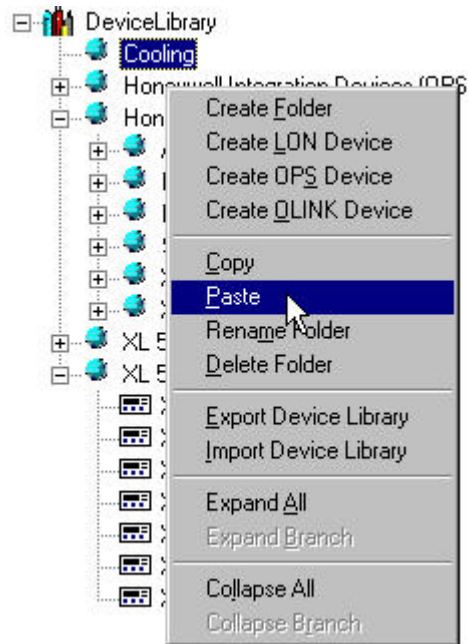 DeviceLibrary
Cooling
Honeywell Integration Devices (OPS
Hon
Create Folder
Create LON Device
Create OPS Device
Create OLINK Device
Copy
Paste
Rename Folder
XL 5
Delete Folder
XL 5
Export Device Library
Import Device Library
Expand All
Expand Branch
Collapse All
Collapse Branch